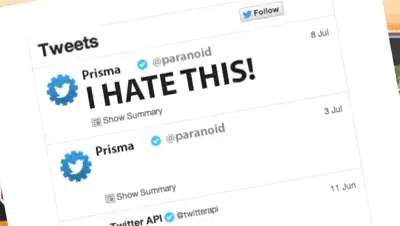 Tweets
Follow
Prisma @paranoid
8 Jul
I HATE THIS!
Show Summary
Prisma @paranoid
3 Jul
Show Summary
Twitter API @twitterapi
11 Jun